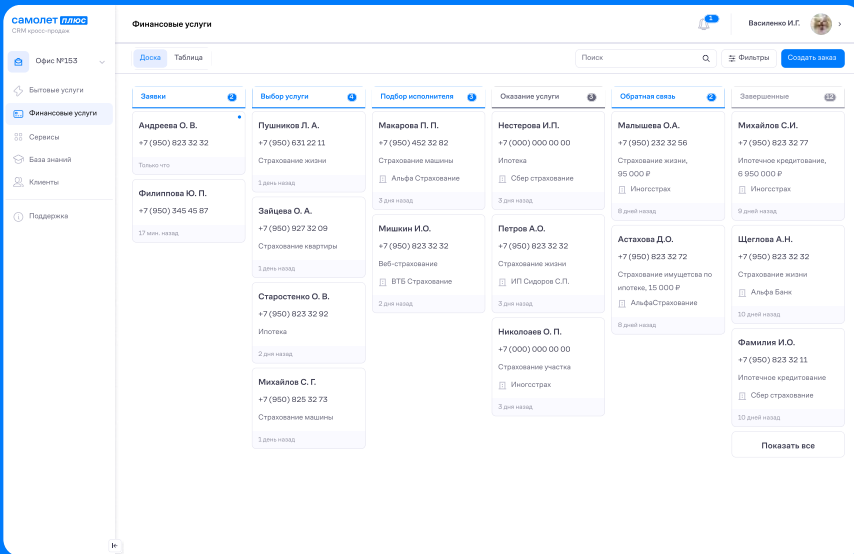 самолет плюс
CRM кросс-продаж
Финансовые услуги
1
Василенко И.Г.
Офис №153
Бытовые услуги
Финансовые услуги
Сервисы
База знаний
Клиенты
Поддержка
Доска
Таблица
Поиск
Фильтры
Создать заказ
Заявки 2
Андреева О. В.
+7 (950) 823 32 32
Только что
Филиппова Ю. П.
+7 (950) 345 45 87
17 мин. назад
Выбор услуги 4
Пушников Л. А.
+7 (950) 631 22 11
Страхование жизни
1 день назад
Зайцева О. А.
+7 (950) 927 32 09
Страхование квартиры
1 день назад
Старостенко О. В.
+7 (950) 823 32 92
Ипотека
2 дня назад
Михайлов С. Г.
+7 (950) 825 32 73
Страхование машины
1 день назад
Подбор исполнителя 3
Макарова П. П.
+7 (950) 452 32 82
Страхование машины
Альфа Страхование
3 дня назад
Мишкин И.О.
+7 (950) 823 32 32
Веб-страхование
ВТБ Страхование
2 дня назад
Оказание услуги 3
Нестерова И.П.
+7 (000) 000 00 00
Ипотека
Сбер страхование
3 дня назад
Петров А.О.
+7 (950) 823 32 32
Страхование жизни
ИП Сидоров С.П.
3 дня назад
Николоаев О. П.
+7 (000) 000 00 00
Страхование участка
Иногсстрах
3 дня назад
Обратная связь 2
Малышева О.А.
+7 (950) 232 32 56
Страхование жизни,
95 000 ₽
Иногсстрах
8 дней назад
Астахова Д.О.
+7 (950) 823 32 72
Страхование имущетсва по
ипотеке, 15 000 ₽
АльфаСтрахование
8 дней назад
Завершенные 12
Михайлов С.И.
+7 (950) 823 32 77
Ипотечное кредитование,
6 950 000 ₽
Иногсстрах
9 дней назад
Щеглова А.Н.
+7 (950) 823 32 32
Страхование жизни
Альфа Банк
10 дней назад
Фамилия И.О.
+7 (950) 823 32 11
Ипотечное кредитование
Сбер страхование
10 дней назад
Показать все